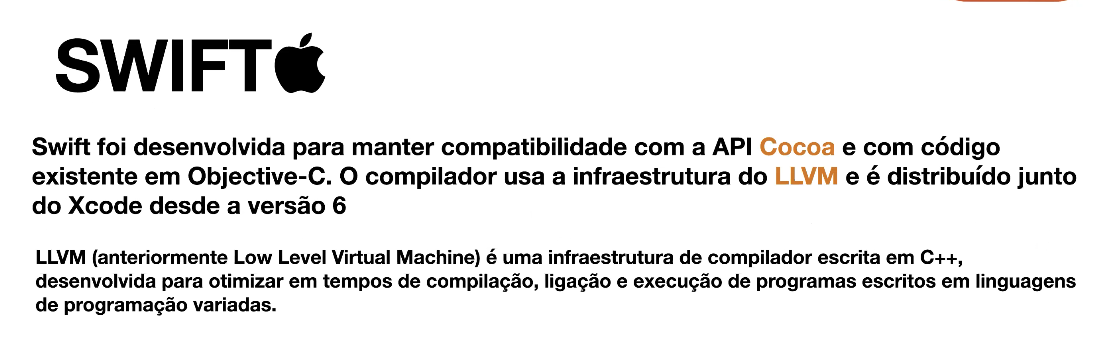 SWIFT
Swift foi desenvolvida para manter compatibilidade com a API Cocoa e com código
existente em Objective-C. O compilador usa a infraestrutura do LLVM e é distribuído junto
do Xcode desde a versão 6
LLVM (anteriormente Low Level Virtual Machine) é uma infraestrutura de compilador escrita em C++,
desenvolvida para otimizar em tempos de compilação, ligação e execução de programas escritos em linguagens
de programação variadas.